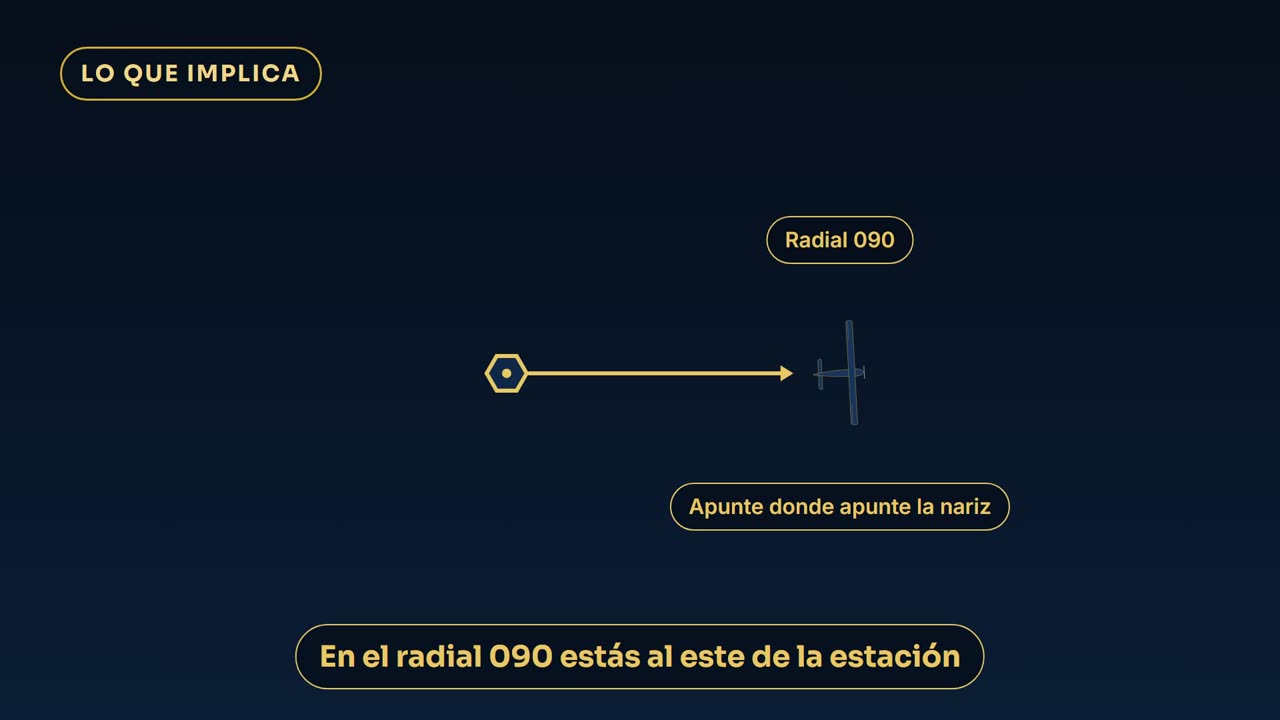 LO QUE IMPLICA
Radial 090
Apunte donde apunte la nariz
En el radial 090 estás al este de la estación